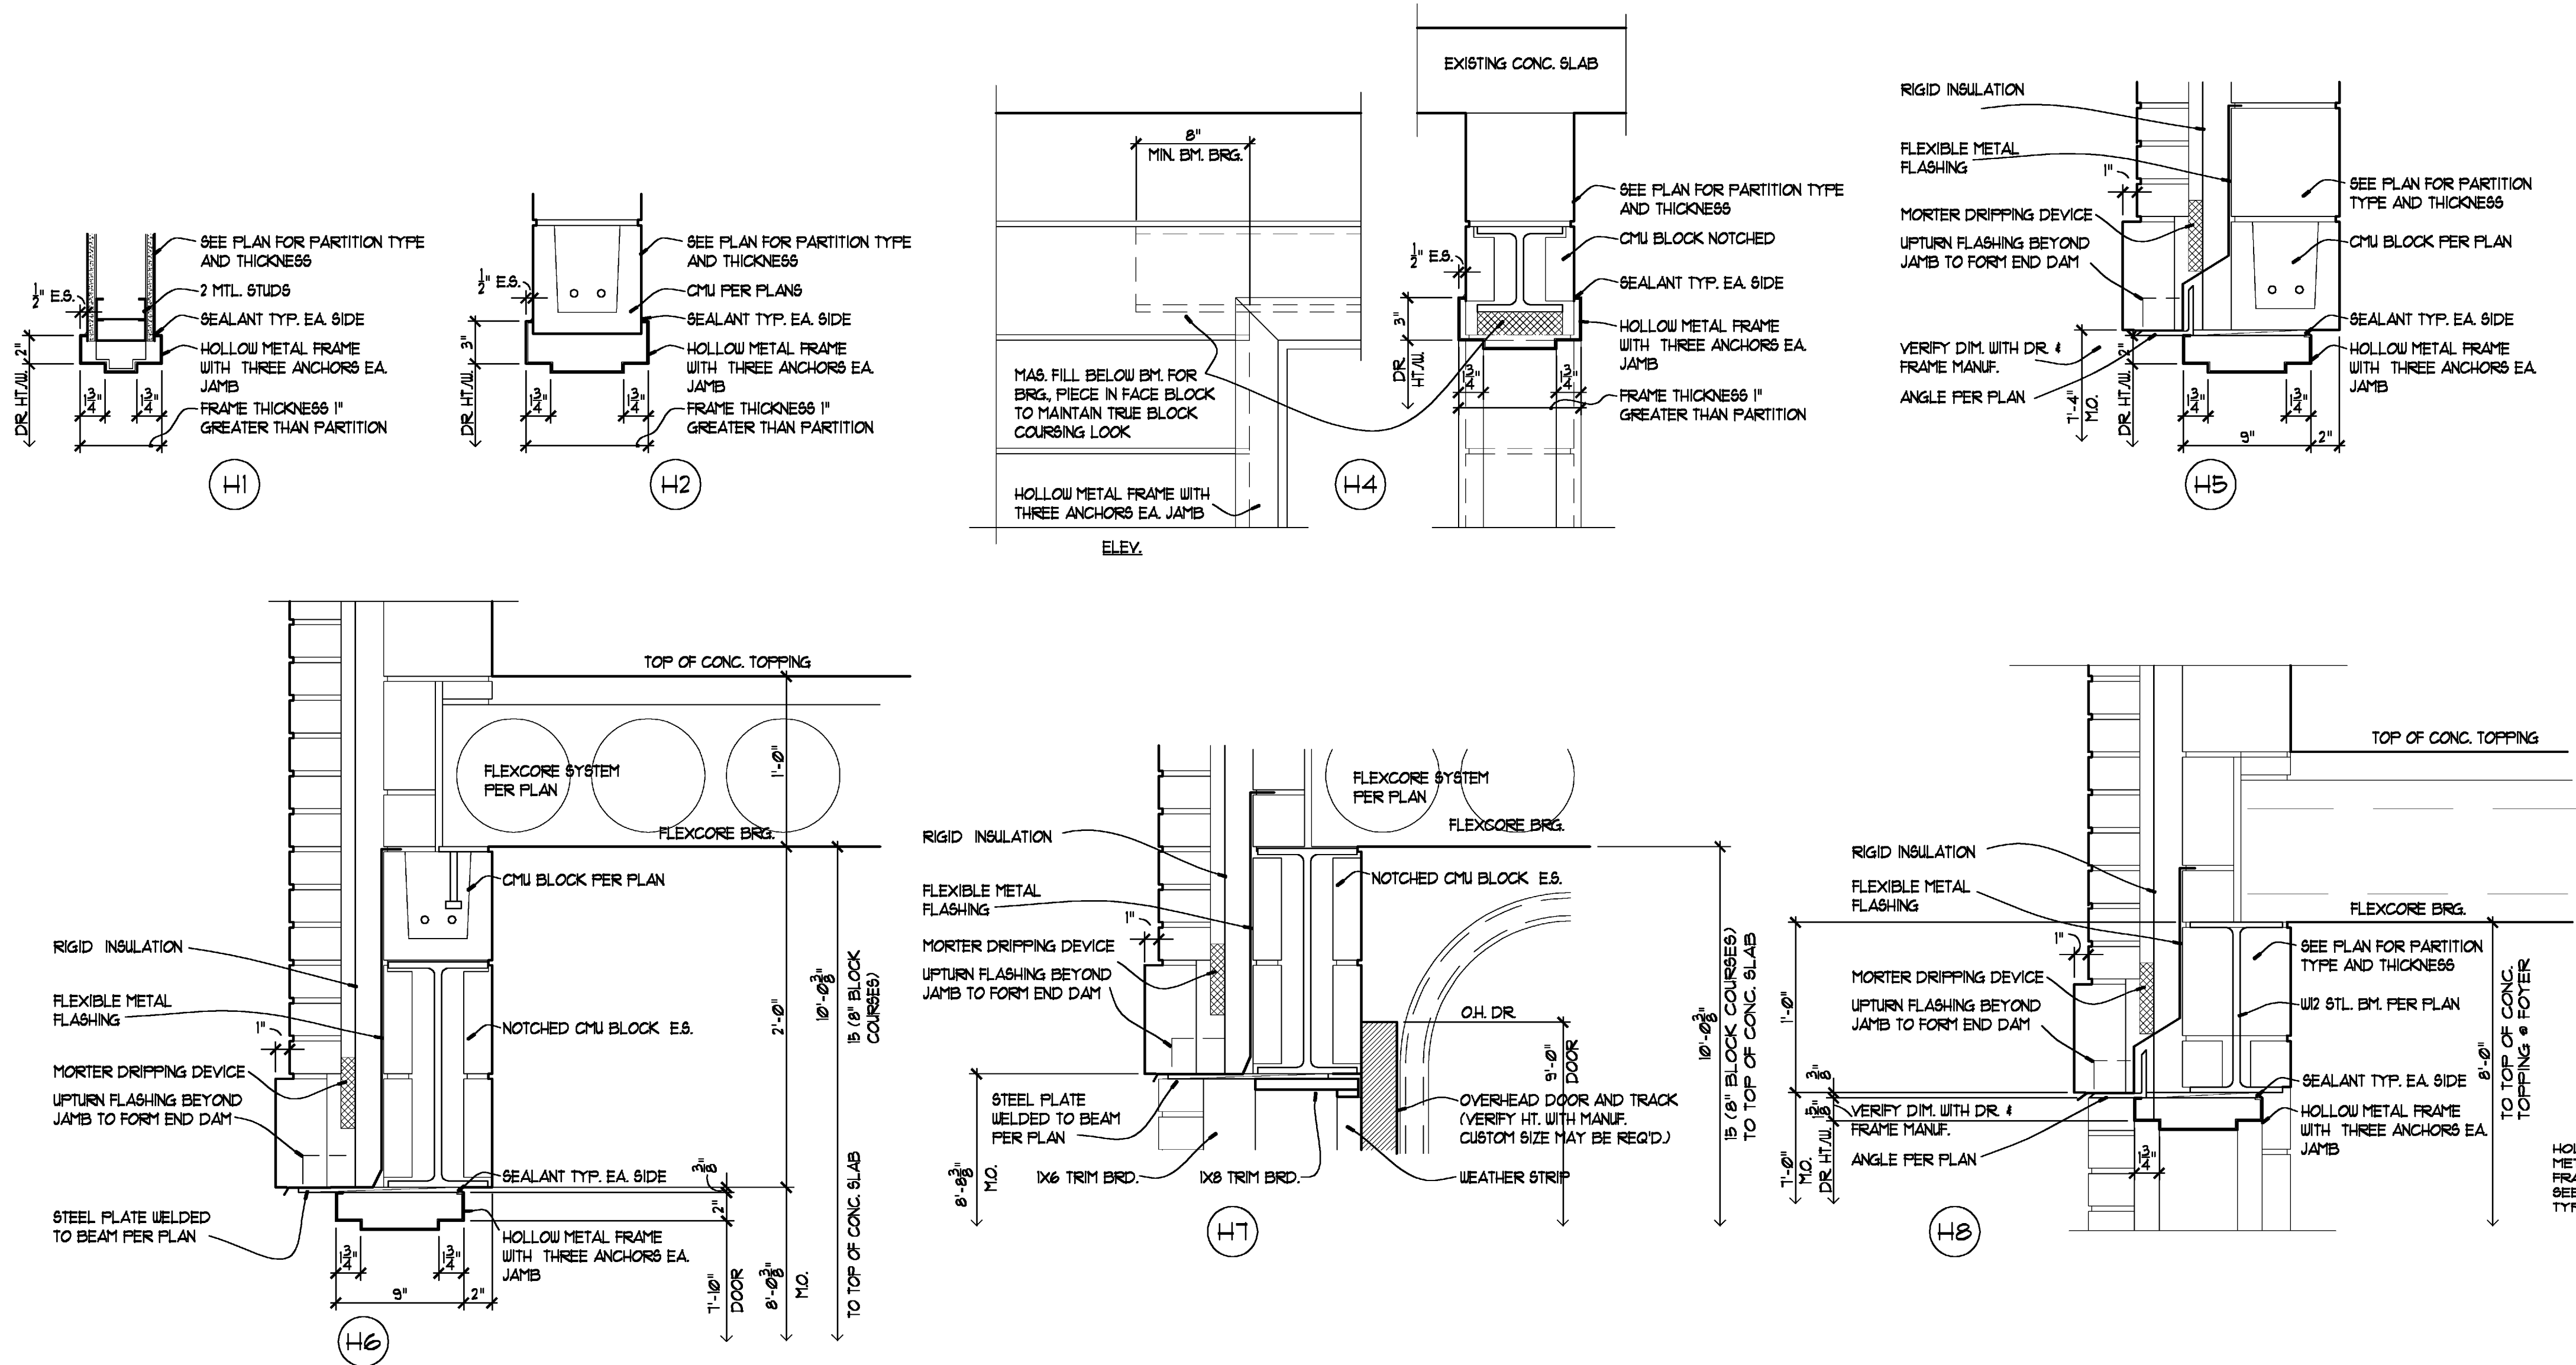 SEE PLAN FOR PARTITION TYPE
AND THICKNESS
1/2" E.S.
2 MTL. STUDS
SEALANT TYP. EA. SIDE
HOLLOW METAL FRAME
WITH THREE ANCHORS EA.
JAMB
2"
DR. HT./W.
1 3/4"
1 3/4"
FRAME THICKNESS 1"
GREATER THAN PARTITION
H1
SEE PLAN FOR PARTITION TYPE
AND THICKNESS
1/2" E.S.
CMU PER PLANS
SEALANT TYP. EA. SIDE
HOLLOW METAL FRAME
WITH THREE ANCHORS EA.
JAMB
3"
DR. HT./W.
1 3/4"
1 3/4"
FRAME THICKNESS 1"
GREATER THAN PARTITION
H2
8"
MIN. BM. BRG.
MAS. FILL BELOW BM. FOR
BRG., PIECE IN FACE BLOCK
TO MAINTAIN TRUE BLOCK
COURSING LOOK
HOLLOW METAL FRAME WITH
THREE ANCHORS EA. JAMB
ELEV.
EXISTING CONC. SLAB
SEE PLAN FOR PARTITION TYPE
AND THICKNESS
CMU BLOCK NOTCHED
1/2" E.S.
SEALANT TYP. EA. SIDE
3"
HOLLOW METAL FRAME
WITH THREE ANCHORS EA.
JAMB
DR.
HT./W.
1 3/4"
1 3/4"
FRAME THICKNESS 1"
GREATER THAN PARTITION
H4
RIGID INSULATION
FLEXIBLE METAL
FLASHING
1"
MORTER DRIPPING DEVICE
UPTURN FLASHING BEYOND
JAMB TO FORM END DAM
VERIFY DIM. WITH DR. &
FRAME MANUF.
ANGLE PER PLAN
SEE PLAN FOR PARTITION
TYPE AND THICKNESS
CMU BLOCK PER PLAN
SEALANT TYP. EA. SIDE
HOLLOW METAL FRAME
WITH THREE ANCHORS EA.
JAMB
7'-4"
M.O.
2"
DR. HT./W.
1 3/4"
1 3/4"
9"
2"
H5
TOP OF CONC. TOPPING
FLEXCORE SYSTEM
PER PLAN
1'-0"
FLEXCORE BRG.
CMU BLOCK PER PLAN
RIGID INSULATION
FLEXIBLE METAL
FLASHING
1"
NOTCHED CMU BLOCK E.S.
MORTER DRIPPING DEVICE
UPTURN FLASHING BEYOND
JAMB TO FORM END DAM
SEALANT TYP. EA. SIDE
STEEL PLATE WELDED
TO BEAM PER PLAN
HOLLOW METAL FRAME
WITH THREE ANCHORS EA.
JAMB
1 3/4"
1 3/4"
9"
2"
3/8"
2"
7'-10"
DOOR
2'-0"
8'-0 3/8"
M.O.
10'-0 3/8"
15 (8" BLOCK
COURSES)
TO TOP OF CONC. SLAB
H6
FLEXCORE SYSTEM
PER PLAN
FLEXCORE BRG.
RIGID INSULATION
FLEXIBLE METAL
FLASHING
1"
NOTCHED CMU BLOCK E.S.
MORTER DRIPPING DEVICE
UPTURN FLASHING BEYOND
JAMB TO FORM END DAM
O.H. DR.
9'-0"
DOOR
STEEL PLATE
WELDED TO BEAM
PER PLAN
OVERHEAD DOOR AND TRACK
(VERIFY HT. WITH MANUF.
CUSTOM SIZE MAY BE REQ'D.)
8'-8 3/8"
M.O.
1X6 TRIM BRD.
1X8 TRIM BRD.
WEATHER STRIP
10'-0 3/8"
15 (8" BLOCK COURSES)
TO TOP OF CONC. SLAB
H7
TOP OF CONC. TOPPING
RIGID INSULATION
FLEXIBLE METAL
FLASHING
FLEXCORE BRG.
1"
SEE PLAN FOR PARTITION
TYPE AND THICKNESS
MORTER DRIPPING DEVICE
UPTURN FLASHING BEYOND
JAMB TO FORM END DAM
W12 STL. BM. PER PLAN
SEALANT TYP. EA. SIDE
VERIFY DIM. WITH DR. &
FRAME MANUF.
ANGLE PER PLAN
HOLLOW METAL FRAME
WITH THREE ANCHORS EA.
JAMB
1'-0"
3/8"
1 5/8"
7'-0"
M.O.
DR. HT./W.
1 3/4"
8'-0"
TO TOP OF CONC.
TOPPING @ FOYER
H8